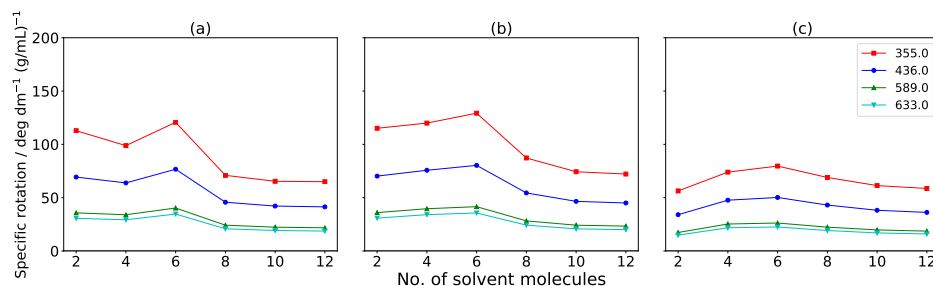 (a) (b) (c)
Specific rotation / deg dm⁻¹ (g/mL)⁻¹
200
150
100
50
0
2 4 6 8 10 12
2 4 6 8 10 12
2 4 6 8 10 12
No. of solvent molecules
355.0
436.0
589.0
633.0